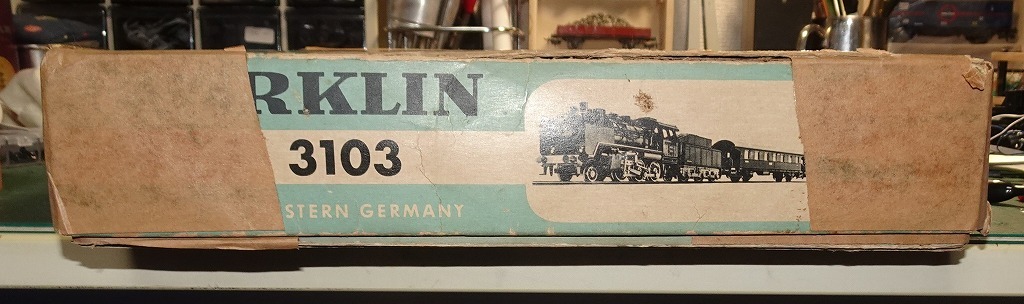 RKLIN
3103
STERN GERMANY